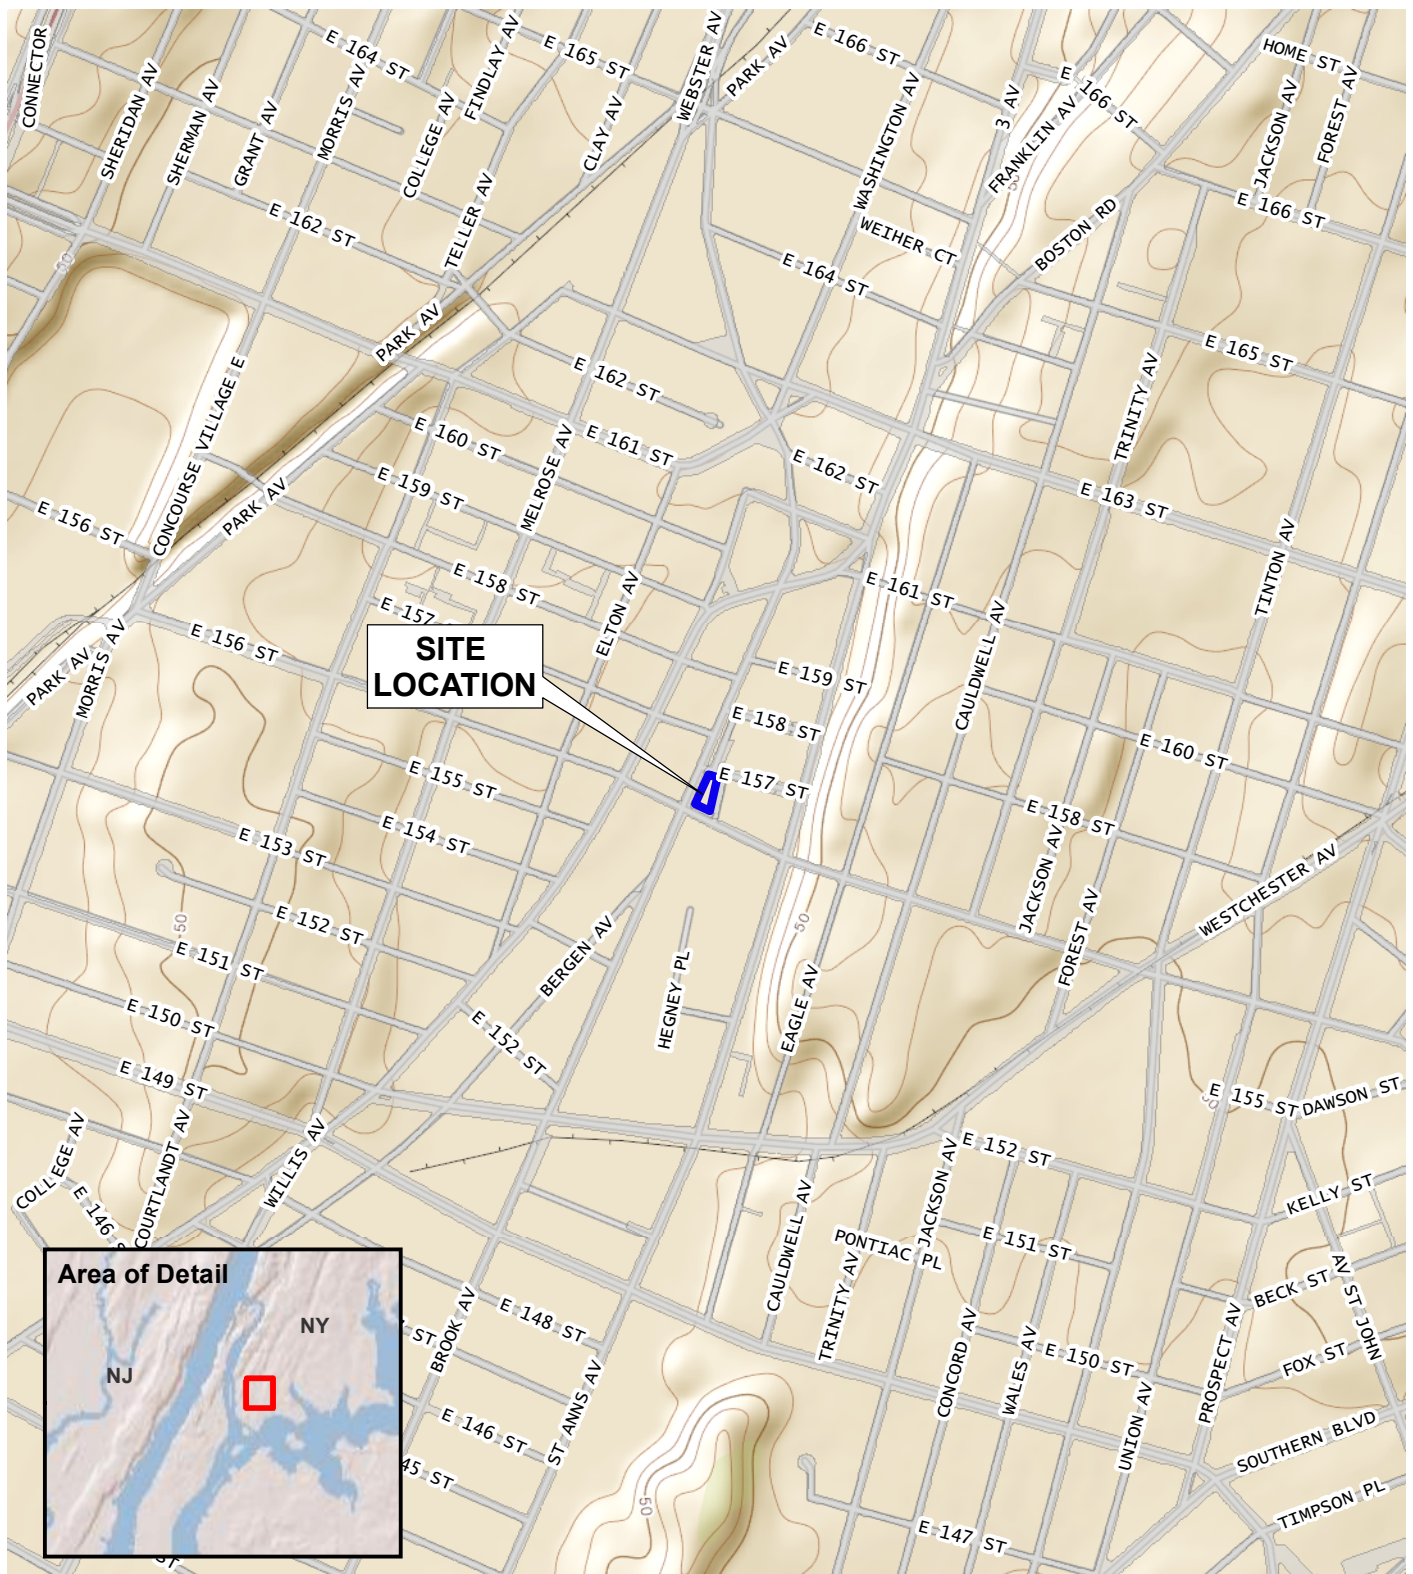 E 164 ST
FINDLAY AV
E 165 ST
WEBSTER AV
PARK AV
E 166 ST
HOME ST
CONNECTOR
SHERIDAN AV
SHERMAN AV
GRANT AV
MORRIS AV
COLLEGE AV
CLAY AV
WASHINGTON AV
3 AV
FRANKLIN AV
E 166 ST
JACKSON AV
FOREST AV
50
E 162 ST
TELLER AV
WEIHER CT
E 164 ST
BOSTON RD
E 166 ST
50
PARK AV
E 162 ST
E 165 ST
TRINITY AV
CONCOURSE VILLAGE E
E 160 ST
MELROSE AV
E 161 ST
E 162 ST
E 159 ST
E 163 ST
E 156 ST
PARK AV
E 158 ST
ELTON AV
E 161 ST
TINTON AV
E 157
E 156 ST
CAULDWELL AV
SITE
LOCATION
E 159 ST
PARK AV
MORRIS AV
E 158 ST
E 160 ST
E 155 ST
E 157 ST
E 154 ST
E 158 ST
E 153 ST
JACKSON AV
WESTCHESTER AV
50
E 152 ST
50
FOREST AV
E 151 ST
BERGEN AV
HEGNEY PL
EAGLE AV
E 150 ST
E 152 ST
E 149 ST
E 155 ST
DAWSON ST
COLLEGE AV
COURTLANDT AV
WILLIS AV
E 152 ST
E 146 S
JACKSON AV
KELLY ST
CAULDWELL AV
PONTIAC PL
E 151 ST
TRINITY AV
AV ST JOHN
BECK ST
Area of Detail
NY
NJ
BROOK AV
E 148 ST
ST
CONCORD AV
WALES AV
E 150 ST
PROSPECT AV
FOX ST
ST ANNS AV
UNION AV
E 146 ST
45 ST
SOUTHERN BLVD
50
TIMPSON PL
E 147 ST
ST